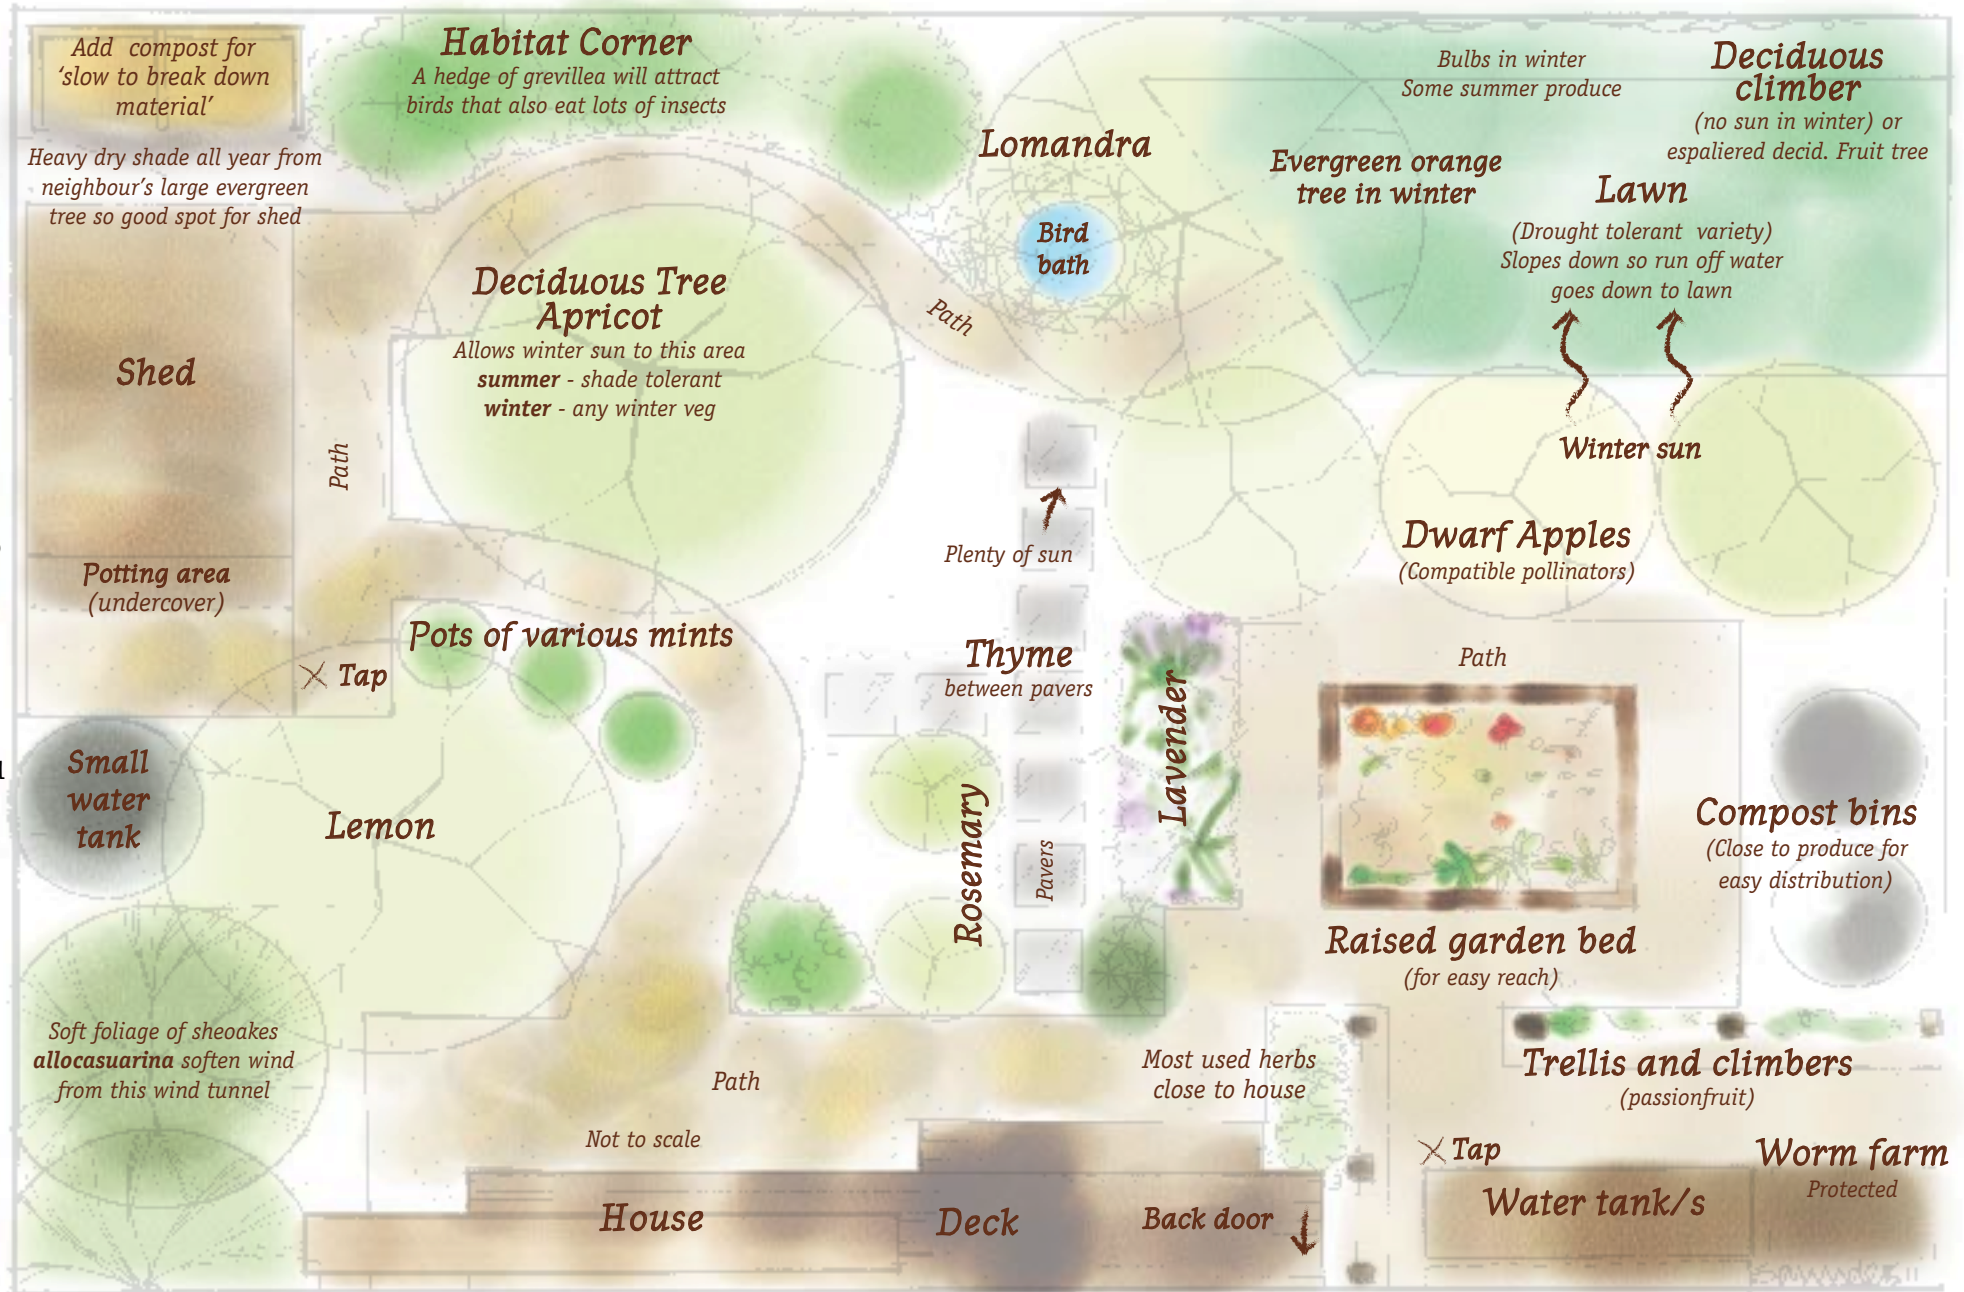 Add compost for
‘slow to break down
material’
Heavy dry shade all year from
neighbour’s large evergreen
tree so good spot for shed
Habitat Corner
A hedge of grevillea will attract
birds that also eat lots of insects
Lomandra
Bird
bath
Bulbs in winter
Some summer produce
Deciduous
climber
(no sun in winter) or
espaliered decid. Fruit tree
Evergreen orange
tree in winter
Lawn
(Drought tolerant variety)
Slopes down so run off water
goes down to lawn
Winter sun
Deciduous Tree
Apricot
Allows winter sun to this area
summer - shade tolerant
winter - any winter veg
Path
Shed
Path
Potting area
(undercover)
Plenty of sun
Dwarf Apples
(Compatible pollinators)
Pots of various mints
Tap
Thyme
between pavers
Lavender
Path
Small
water
tank
Lemon
Rosemary
Pavers
Compost bins
(Close to produce for
easy distribution)
Raised garden bed
(for easy reach)
Soft foliage of sheoakes
allocasuarina soften wind
from this wind tunnel
Path
Most used herbs
close to house
Trellis and climbers
(passionfruit)
Not to scale
Tap
Worm farm
Protected
House
Deck
Back door
Water tank/s